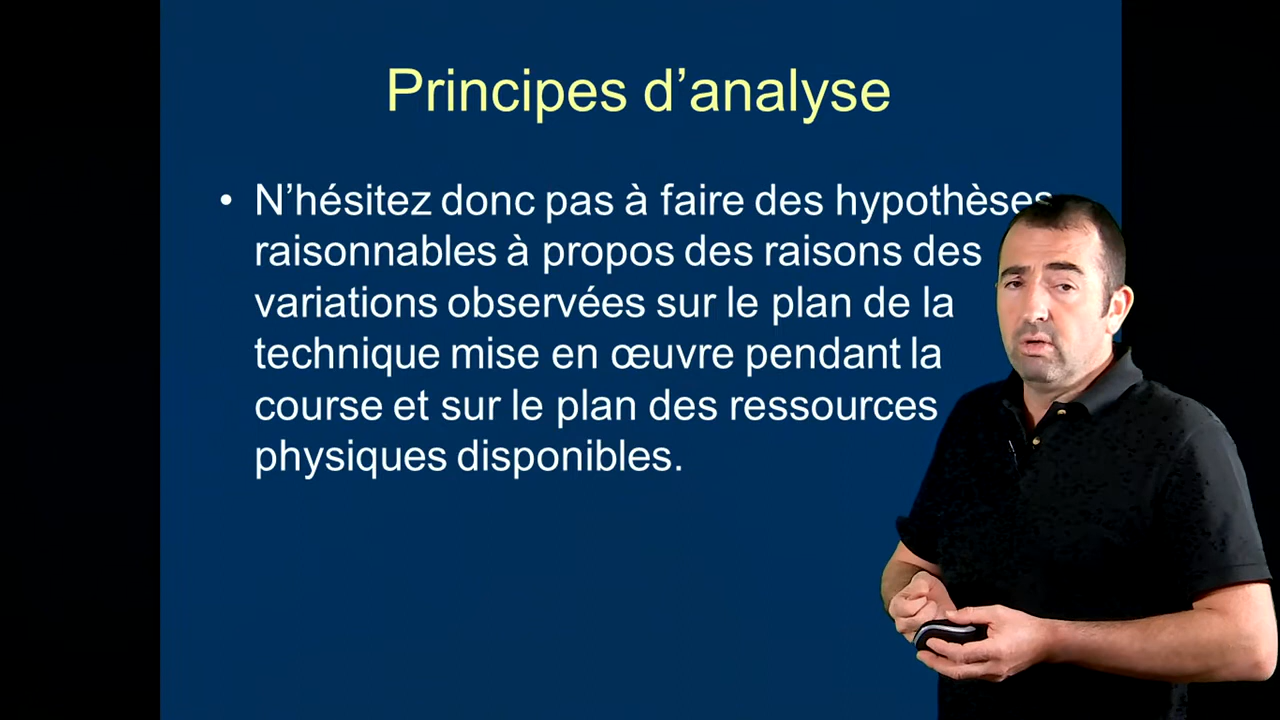 Principes d’analyse
• N’hésitez donc pas à faire des hypothèses
raisonnables à propos des raisons des
variations observées sur le plan de la
technique mise en œuvre pendant la
course et sur le plan des ressources
physiques disponibles.